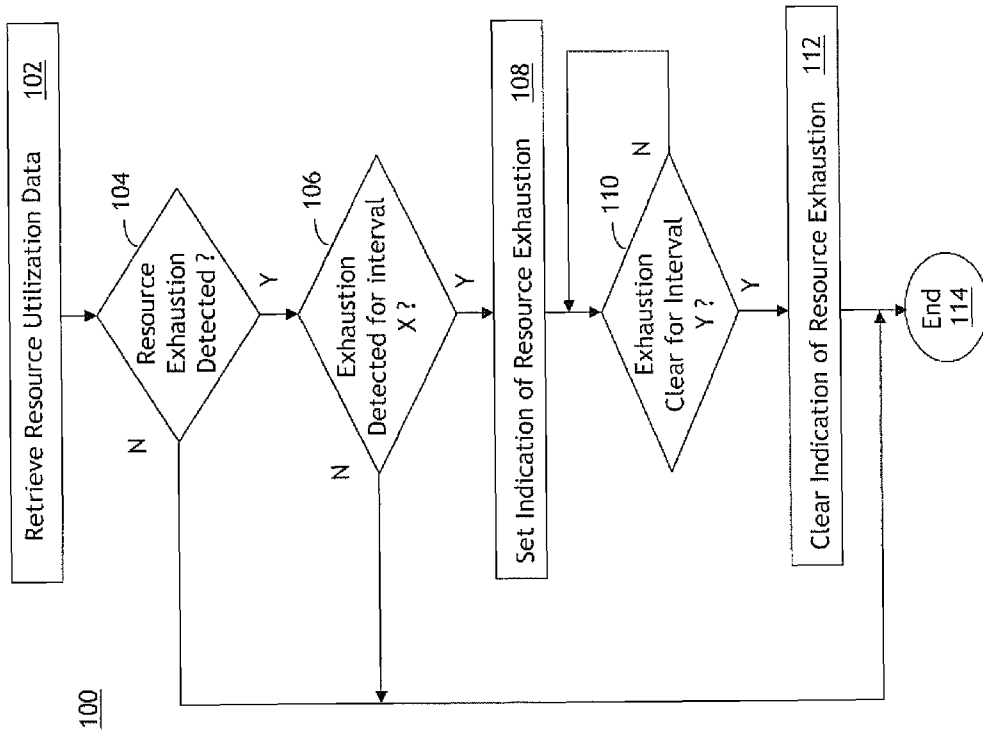 100
Retrieve Resource Utilization Data 102
104
Resource
Exhaustion
Detected ?
N
Y
106
Exhaustion
Detected for interval
X ?
N
Y
Set Indication of Resource Exhaustion 108
110
Exhaustion
Clear for Interval
Y ?
N
Y
Clear Indication of Resource Exhaustion 112
End
114